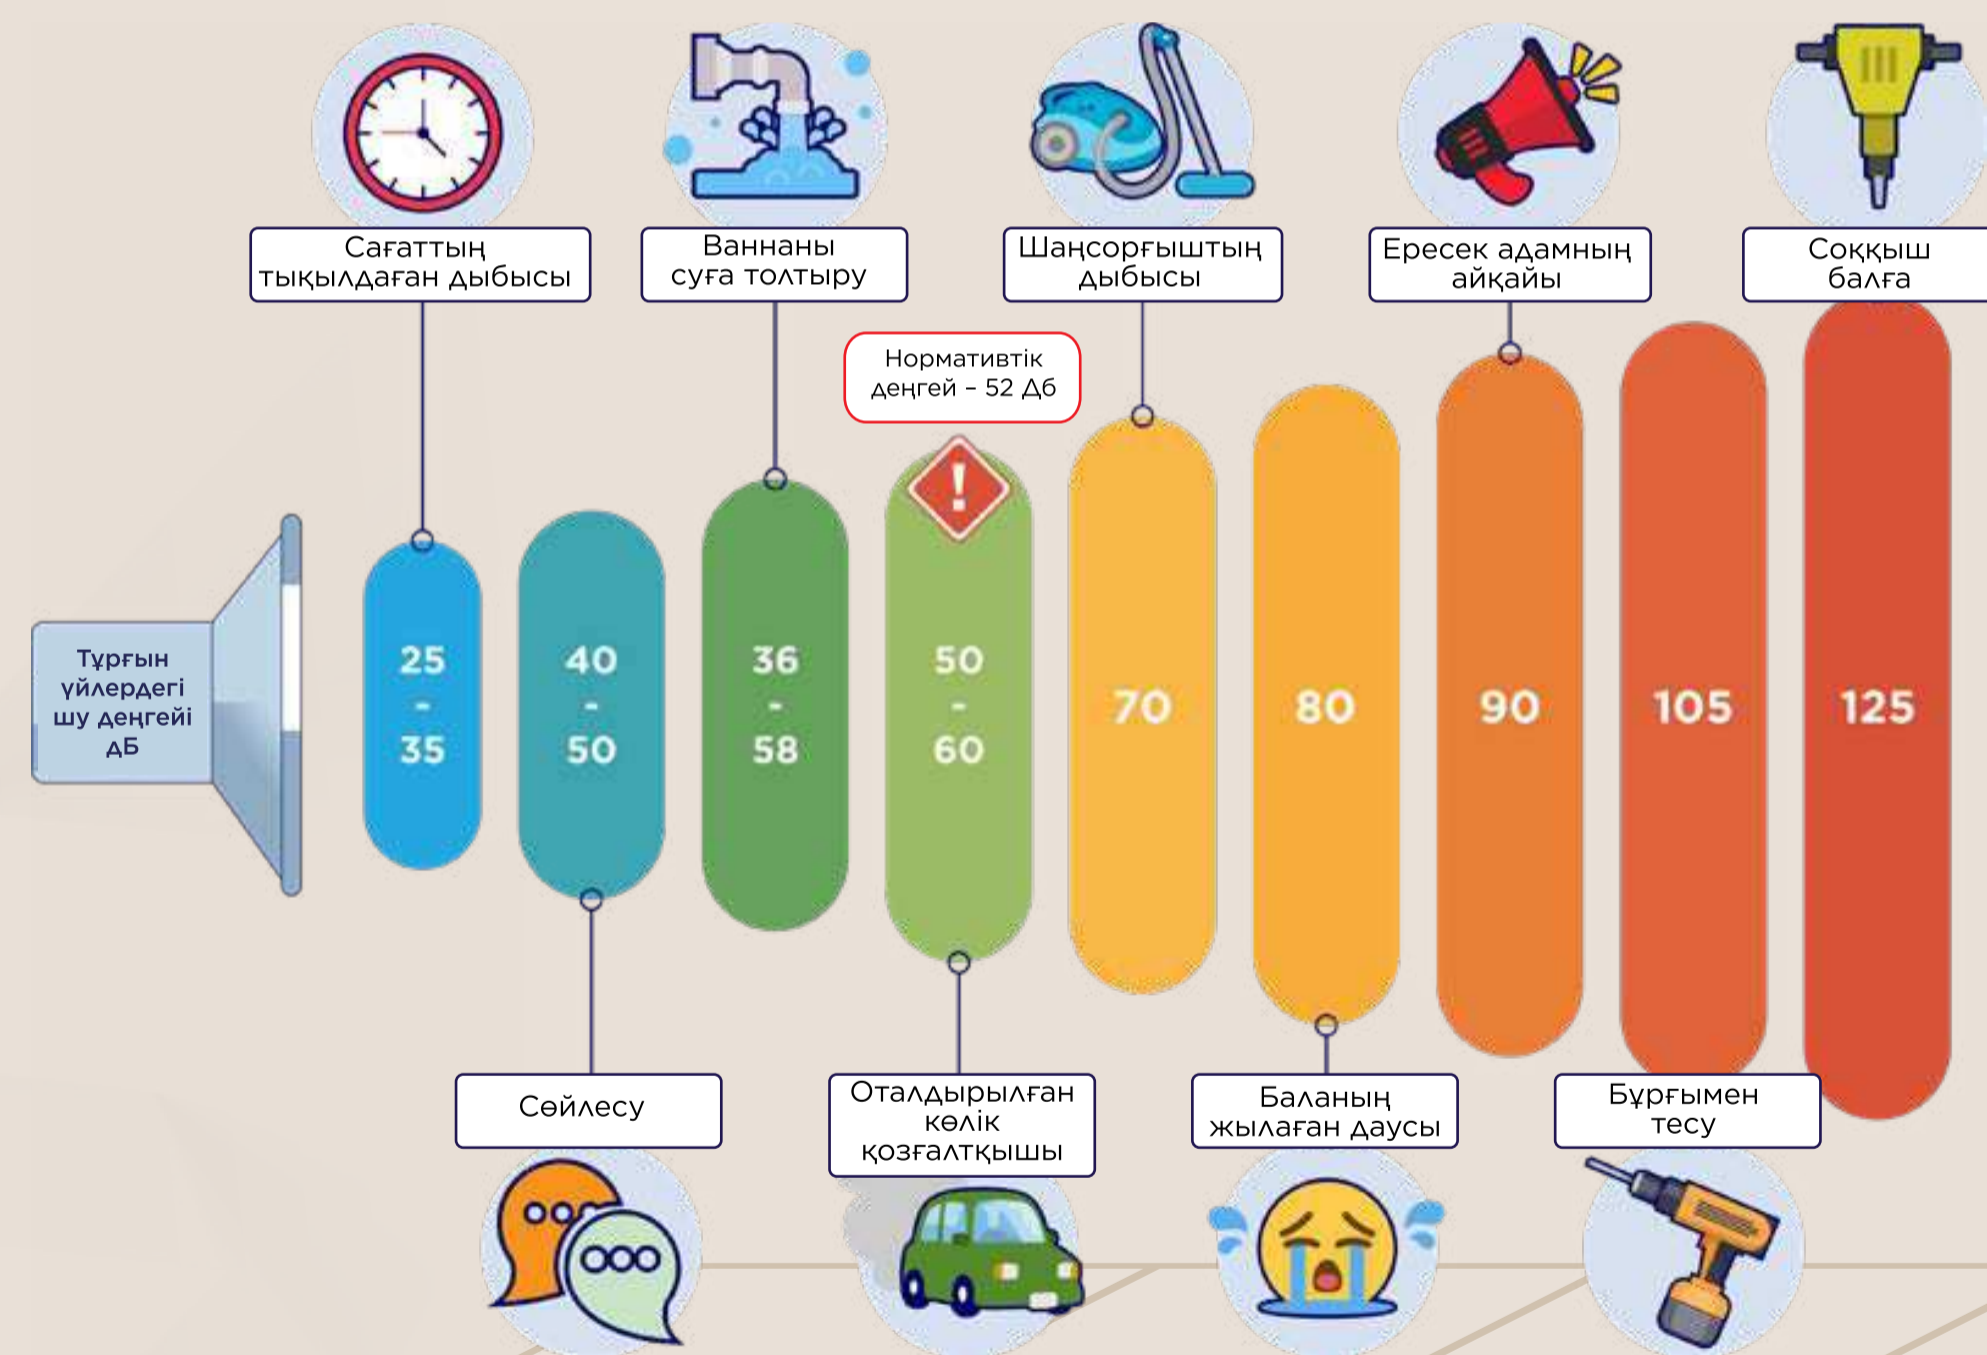 Сағаттың
тықылдаған дыбысы
Ваннаны
суға толтыру
Шаңсорғыштың
дыбысы
Ересек адамның
айқайы
Соққыш
балға
Нормативтік
деңгей – 52 Дб
Тұрғын
үйлердегі
шу деңгейі
дБ
25
-
35
40
-
50
36
-
58
50
-
60
70
80
90
105
125
Сөйлесу
Оталдырылған
көлік
қозғалтқышы
Баланың
жылаған даусы
Бұрғымен
тесу